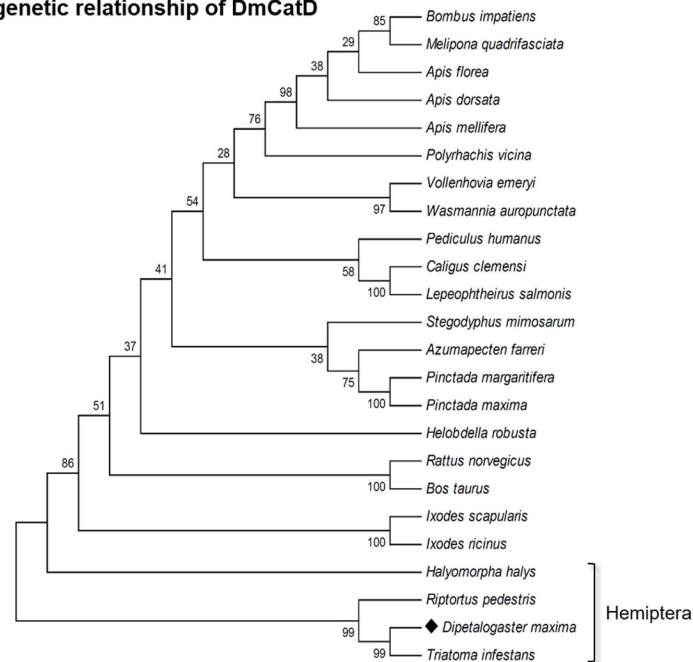 genetic relationship of DmCatD
85
Bombus impatiens
Melipona quadrifasciata
29
Apis florea
38
Apis dorsata
98
Apis mellifera
76
Polyrhachis vicina
28
Vollenhovia emeryi
97
Wasmannia auropunctata
54
Pediculus humanus
58
Caligus clemensi
100
Lepeophtheirus salmonis
41
Stegodyphus mimosarum
38
Azumapecten farreri
75
Pinctada margaritifera
100
Pinctada maxima
37
Helobdella robusta
51
Rattus norvegicus
100
Bos taurus
86
Ixodes scapularis
100
Ixodes ricinus
Halyomorpha halys
Riptortus pedestris
99
Dipetalogaster maxima
99
Triatoma infestans
Hemiptera